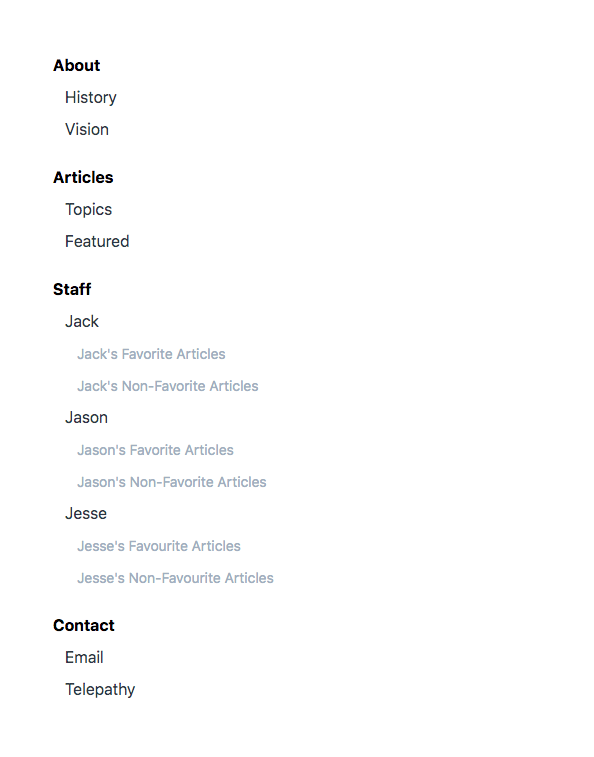 About
History
Vision
Articles
Topics
Featured
Staff
Jack
Jack's Favorite Articles
Jack's Non-Favorite Articles
Jason
Jason's Favorite Articles
Jason's Non-Favorite Articles
Jesse
Jesse's Favourite Articles
Jesse's Non-Favourite Articles
Contact
Email
Telepathy